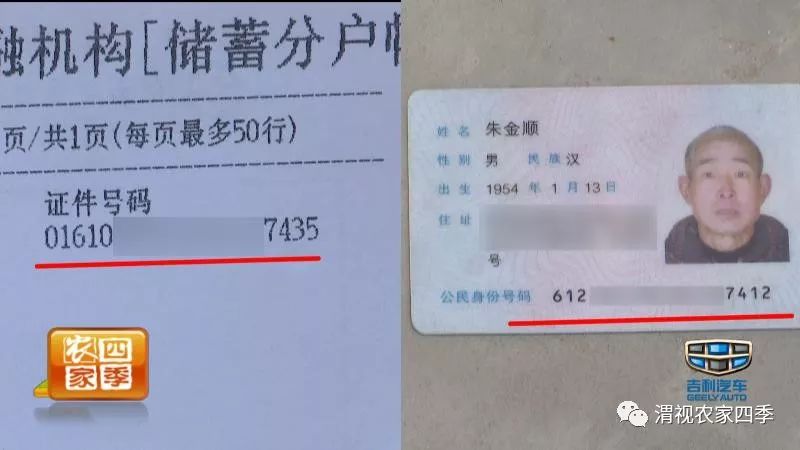 融机构[储蓄分户帐
页/共1页(每页最多50行)
证件号码
01610 7435
农四
家季
姓名 朱金顺
性别 男 民族 汉
出生 1954 年 1 月 13 日
住址
号
公民身份号码 612 7412
吉利汽车
GEELY AUTO
渭视农家四季